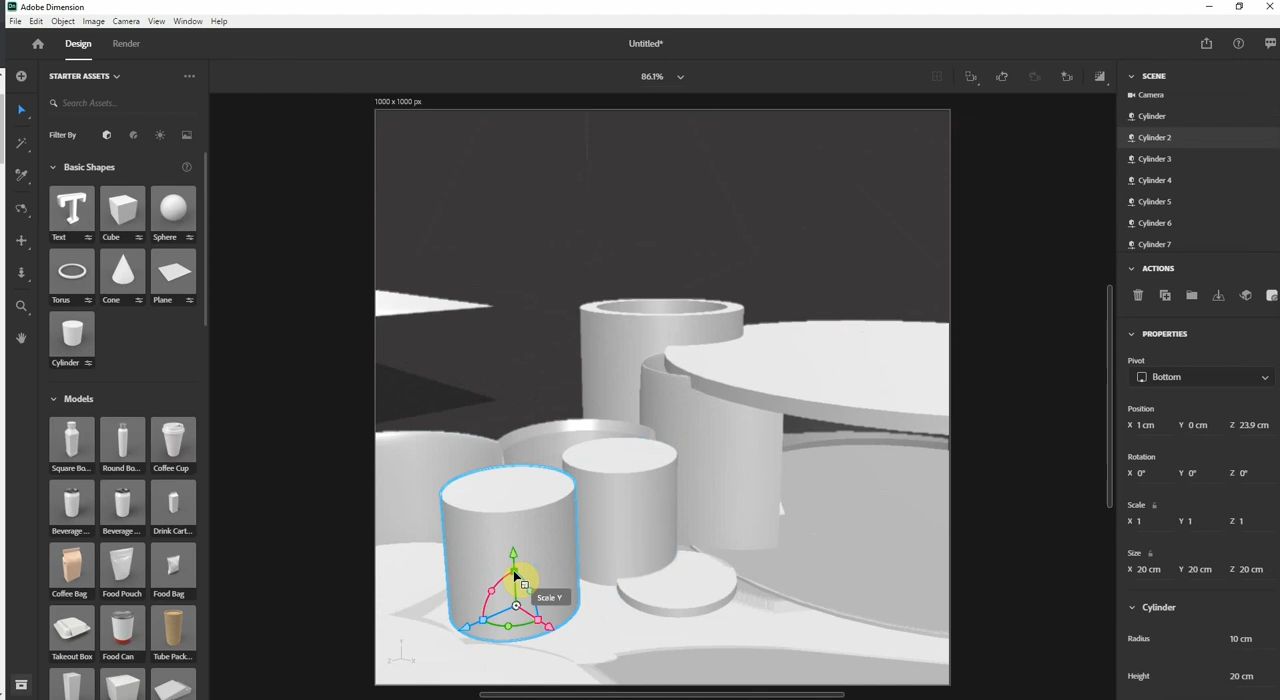 Dn Adobe Dimension
File Edit Object Image Camera View Window Help
Design Render Untitled*
STARTER ASSETS 86.1%
Search Assets...
Filter By
Basic Shapes
Text Cube Sphere
Torus Cone Plane
Cylinder
Models
Square Bo... Round Bo... Coffee Cup
Beverage ... Beverage ... Drink Cart...
Coffee Bag Food Pouch Food Bag
Takeout Box Food Can Tube Pack...
1000 x 1000 px
Scale Y
Y
Z X
SCENE
Camera
Cylinder
Cylinder 2
Cylinder 3
Cylinder 4
Cylinder 5
Cylinder 6
Cylinder 7
ACTIONS
PROPERTIES
Pivot
Bottom
Position
X 1 cm Y 0 cm Z 23.9 cm
Rotation
X 0° Y 0° Z 0°
Scale
X 1 Y 1 Z 1
Size
X 20 cm Y 20 cm Z 20 cm
Cylinder
Radius 10 cm
Height 20 cm